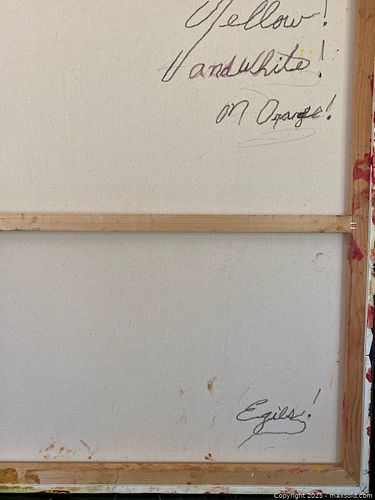 Yellow!
and White!
M Orange!
Egils!
Copyright 2025 - maxsold.com